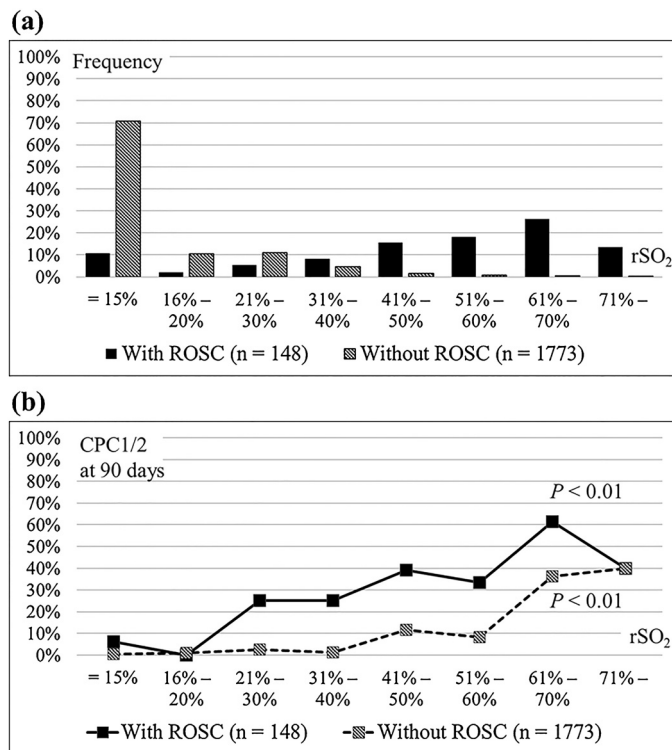 (a)
100%
Frequency
90%
80%
70%
60%
50%
40%
30%
20%
10%
0%
rSO₂
= 15% 16% – 21% – 31% – 41% – 51% – 61% – 71% –
20% 30% 40% 50% 60% 70%
With ROSC (n = 148) Without ROSC (n = 1773)
(b)
100%
CPC1/2
90%
at 90 days
80%
70%
P < 0.01
60%
50%
40%
30%
P < 0.01
20%
10%
rSO₂
0%
= 15% 16% – 21% – 31% – 41% – 51% – 61% – 71% –
20% 30% 40% 50% 60% 70%
With ROSC (n = 148) Without ROSC (n = 1773)